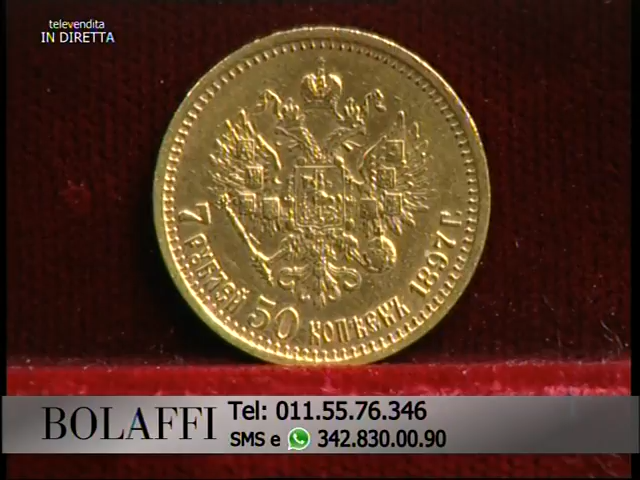 televendita
IN DIRETTA
7 РУБЛЕЙ 50 КОПѢЕКЪ 1897 Г.
BOLAFFI
Tel: 011.55.76.346
SMS e 342.830.00.90